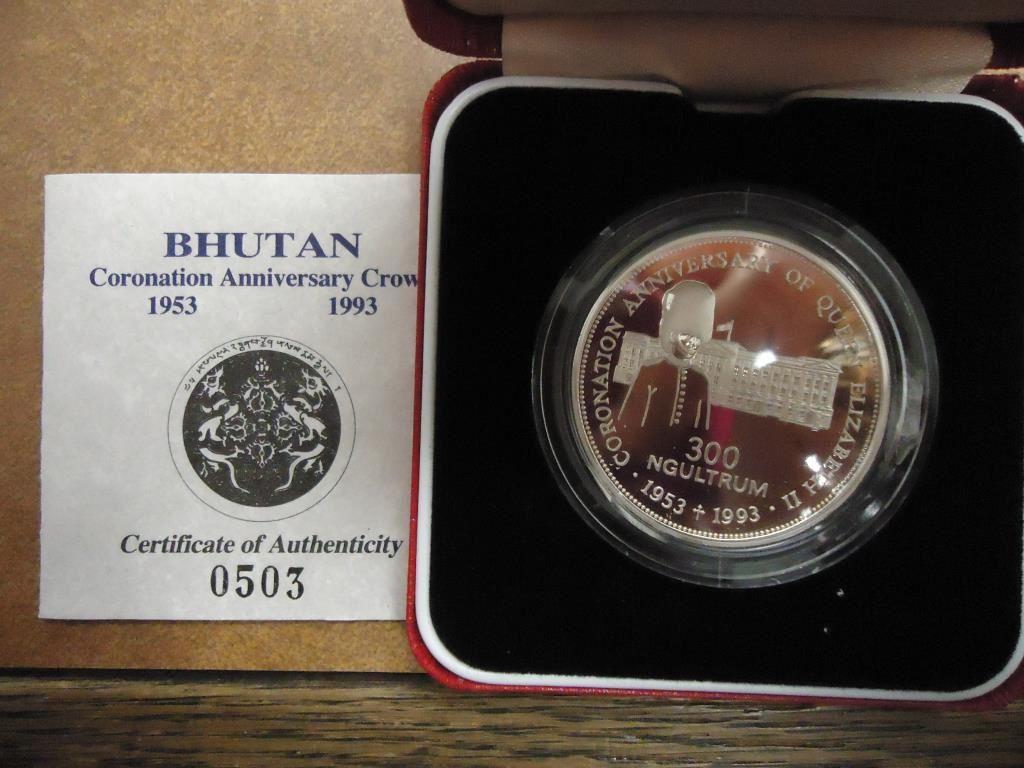 BHUTAN
Coronation Anniversary Crow
1953 1993
Certificate of Authenticity
0503
CORONATION ANNIVERSARY OF QUEEN ELIZABETH II
300
NGULTRUM
· 1953 † 1993 ·